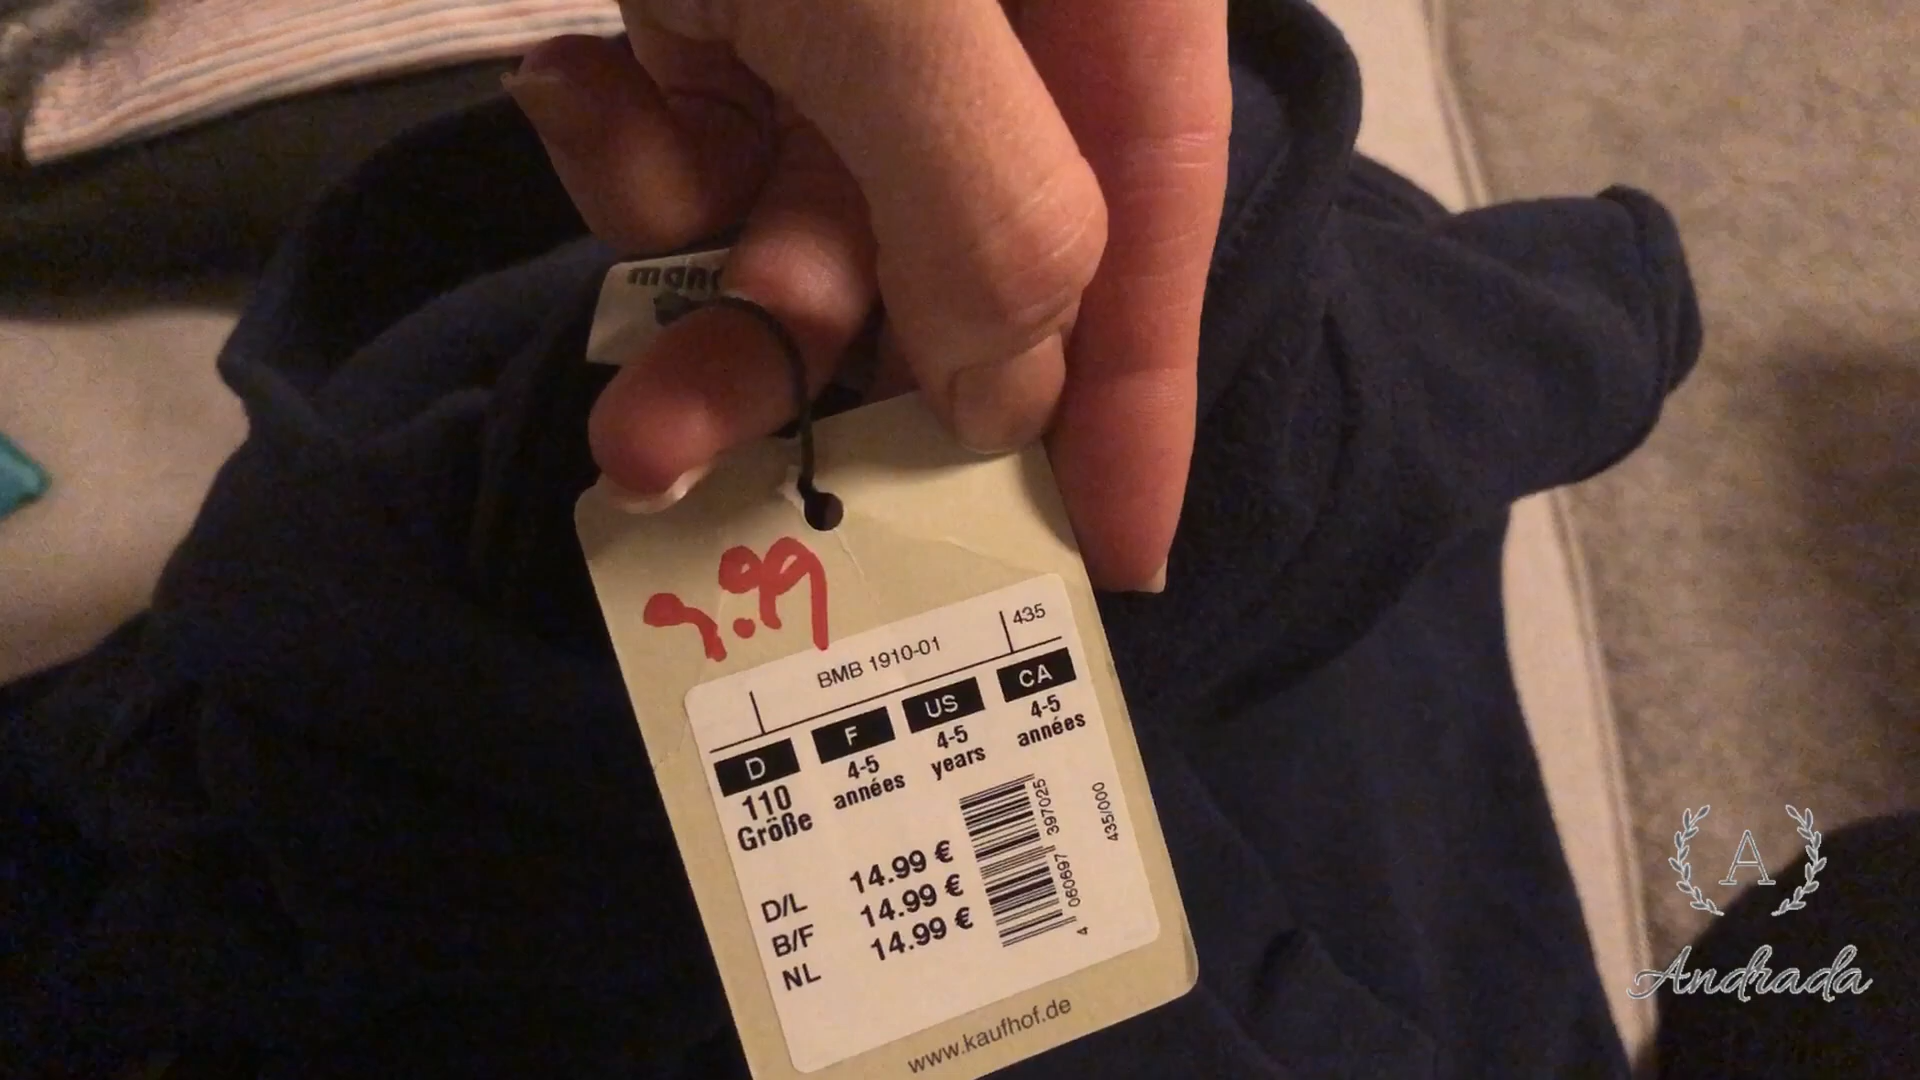 9.99
BMB 1910-01
435
D F US CA
110 4-5 4-5 4-5
Größe années years années
D/L 14.99 €
B/F 14.99 €
NL 14.99 €
4 060697 397025
435/000
www.kaufhof.de
A
Andrada